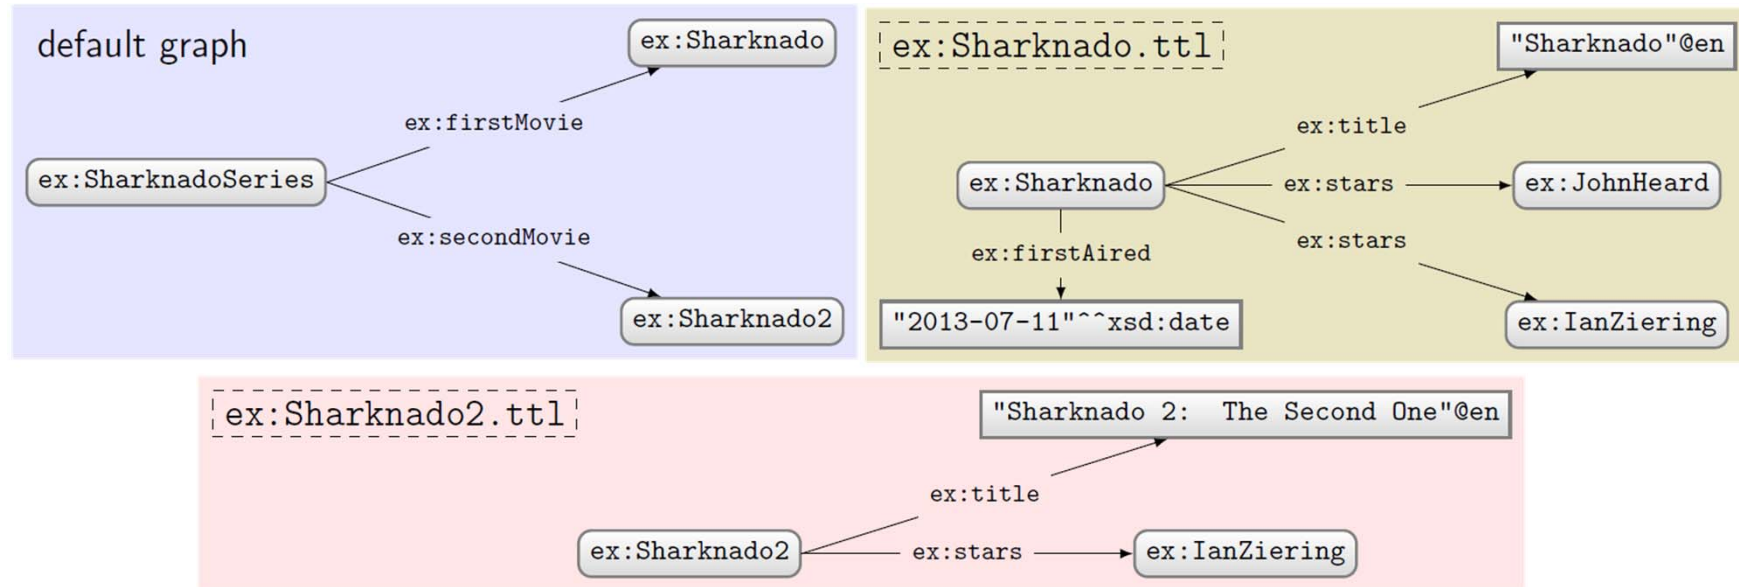 default graph
ex:Sharknado
ex:firstMovie
ex:SharknadoSeries
ex:secondMovie
ex:Sharknado2
ex:Sharknado.ttl
"Sharknado"@en
ex:title
ex:Sharknado
ex:stars
ex:JohnHeard
ex:stars
ex:firstAired
"2013-07-11"^^xsd:date
ex:IanZiering
ex:Sharknado2.ttl
"Sharknado 2: The Second One"@en
ex:title
ex:Sharknado2
ex:stars
ex:IanZiering